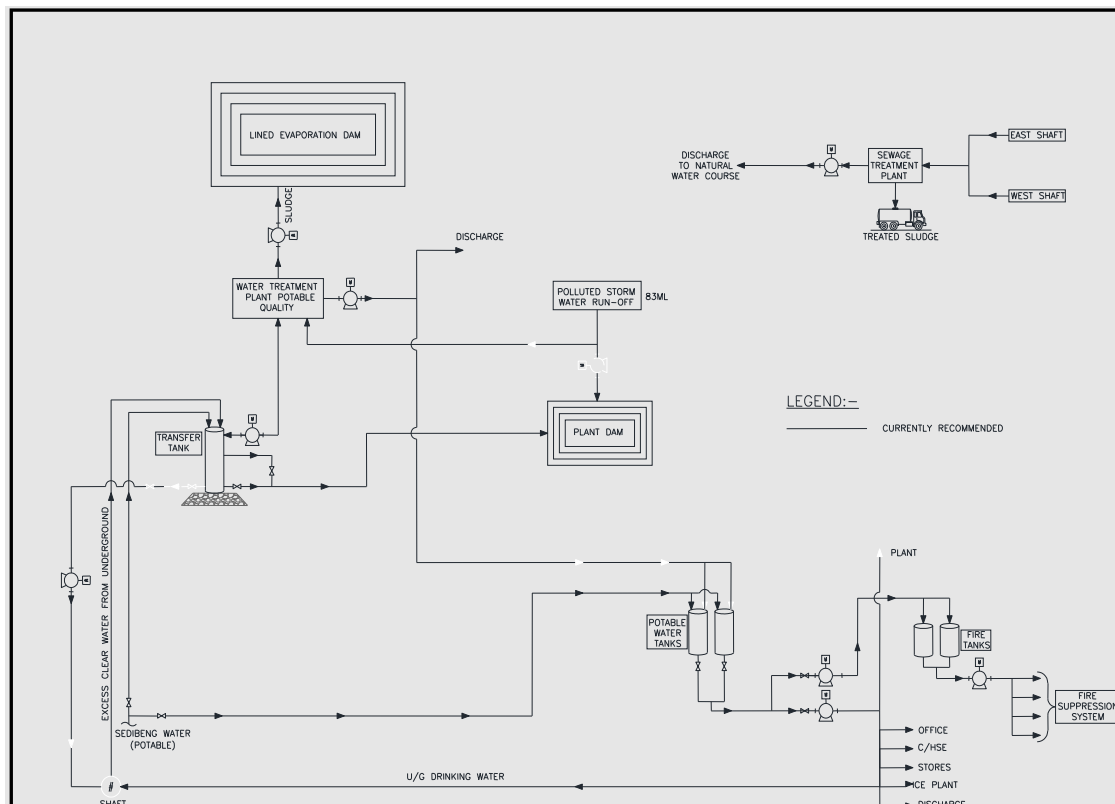 LINED EVAPORATION DAM
SLUDGE
M
WATER TREATMENT
PLANT POTABLE
QUALITY
M
DISCHARGE
DISCHARGE
TO NATURAL
WATER COURSE
M
SEWAGE
TREATMENT
PLANT
EAST SHAFT
WEST SHAFT
TREATED SLUDGE
POLLUTED STORM
WATER RUN-OFF
83ML
M
PLANT DAM
LEGEND:-
CURRENTLY RECOMMENDED
TRANSFER
TANK
M
M
EXCESS CLEAR WATER FROM UNDERGROUND
SEDIBENG WATER
(POTABLE)
PLANT
POTABLE
WATER
TANKS
M
M
FIRE
TANKS
M
FIRE
SUPPRESSION
SYSTEM
OFFICE
C/HSE
STORES
ICE PLANT
DISCHARGE
U/G DRINKING WATER
SHAFT